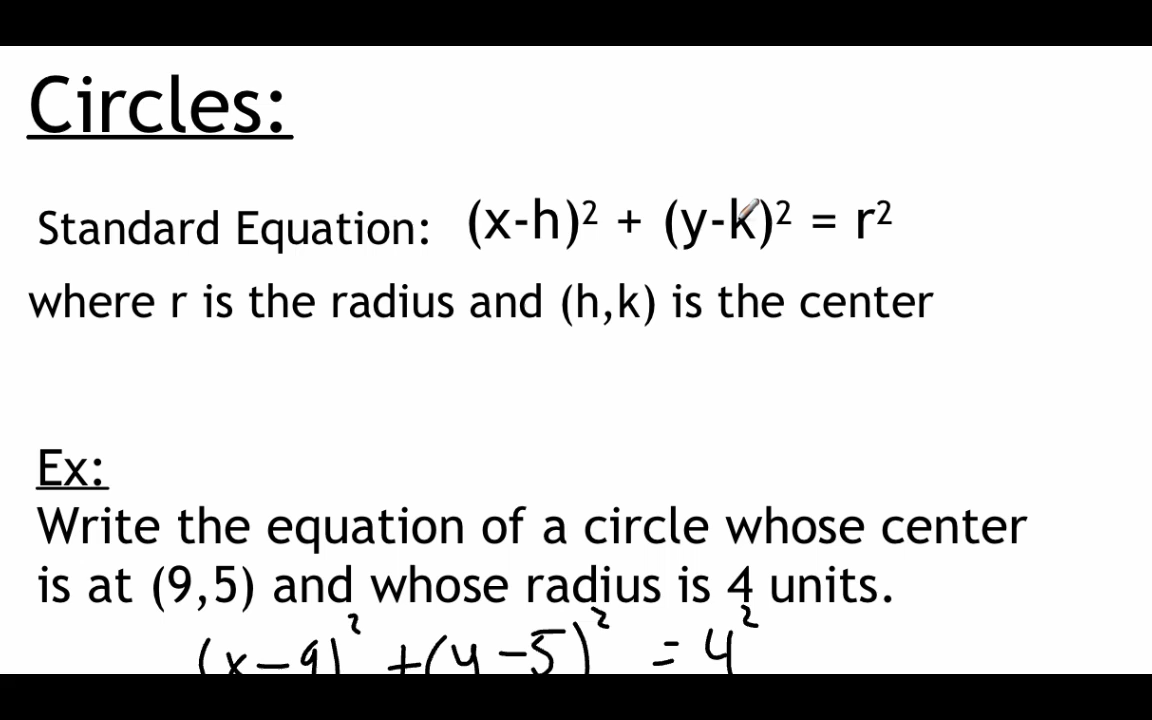 Circles:
Standard Equation: (x-h)² + (y-k)² = r²
where r is the radius and (h,k) is the center
Ex:
Write the equation of a circle whose center
is at (9,5) and whose radius is 4 units.
(x-9)² + (y-5)² = 4²